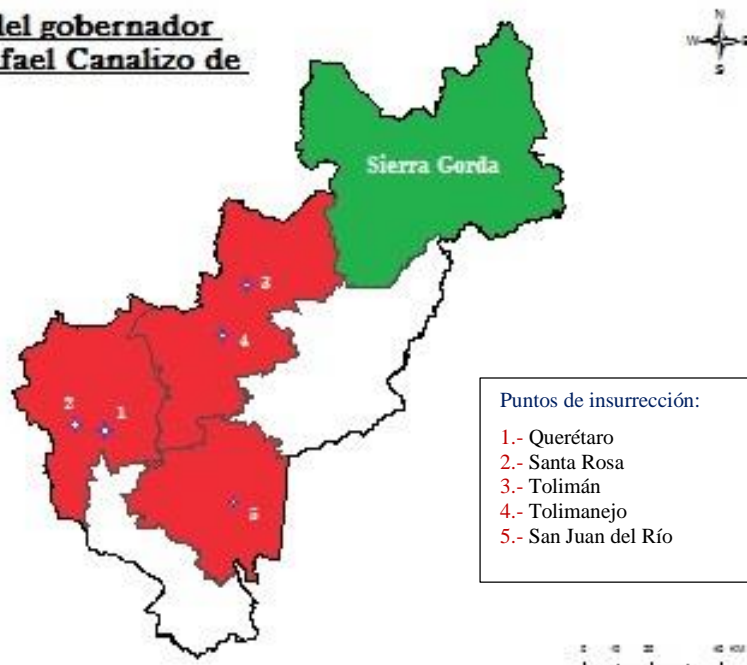 del gobernador
fael Canalizo de
N
W
S
Sierra Gorda
3
4
2
1
5
Puntos de insurrección:
1.- Querétaro
2.- Santa Rosa
3.- Tolimán
4.- Tolimanejo
5.- San Juan del Río